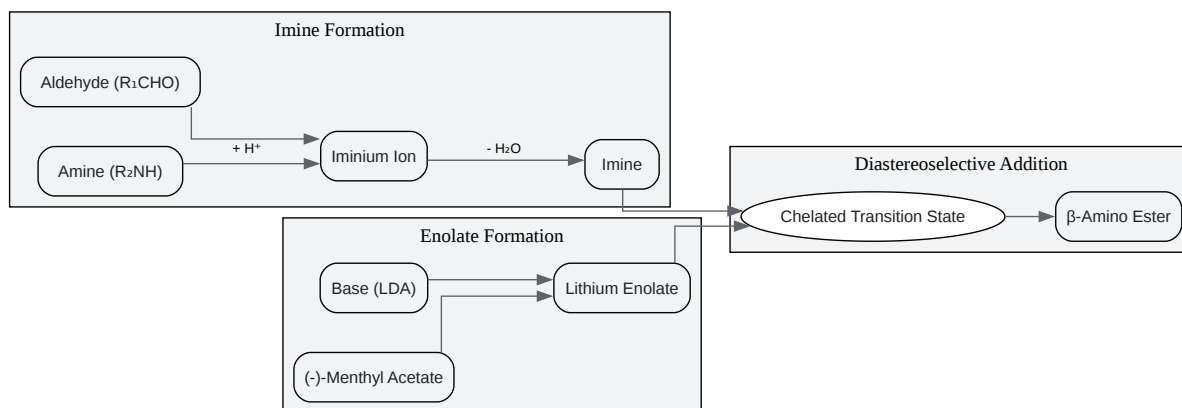 Imine Formation
Aldehyde (R₁CHO)
+ H⁺
Amine (R₂NH)
Iminium Ion
- H₂O
Imine
Enolate Formation
Base (LDA)
Lithium Enolate
(-)-Menthyl Acetate
Diastereoselective Addition
Chelated Transition State
β-Amino Ester